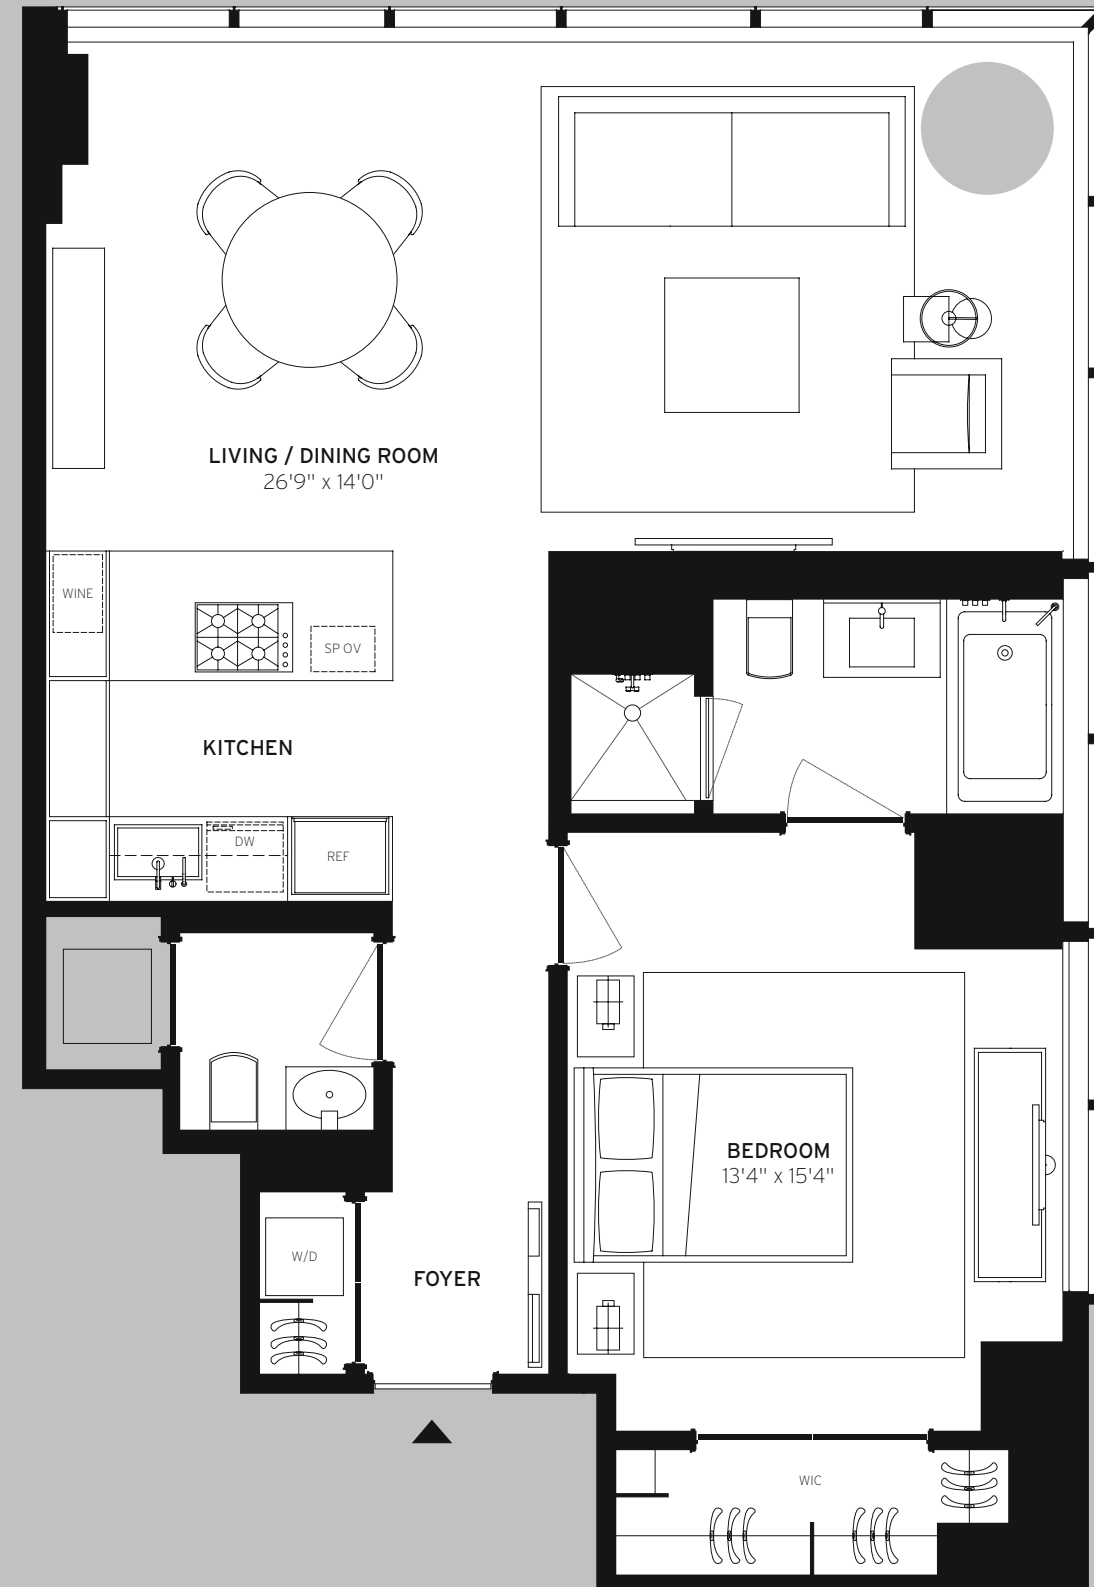 LIVING / DINING ROOM
26'9" x 14'0"
WINE
SP OV
KITCHEN
DW
REF
BEDROOM
13'4" x 15'4"
W/D
FOYER
WIC